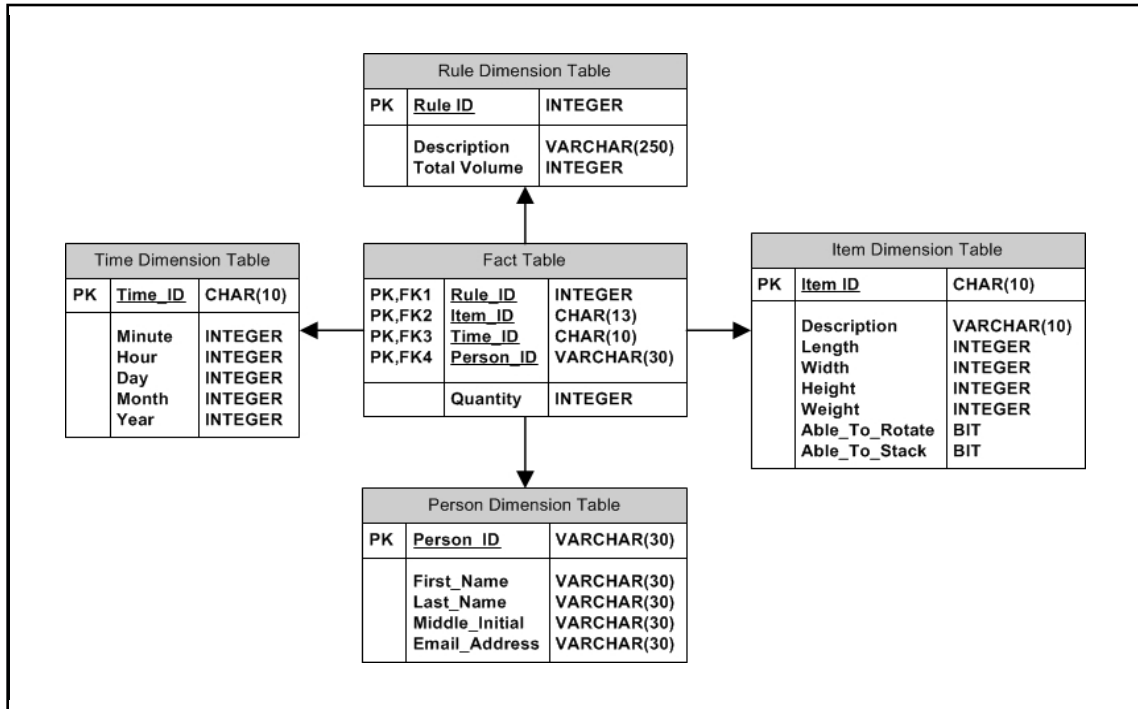 Rule Dimension Table
PK Rule ID INTEGER
Description VARCHAR(250)
Total Volume INTEGER
Time Dimension Table
PK Time_ID CHAR(10)
Minute INTEGER
Hour INTEGER
Day INTEGER
Month INTEGER
Year INTEGER
Fact Table
PK,FK1 Rule_ID INTEGER
PK,FK2 Item_ID CHAR(13)
PK,FK3 Time_ID CHAR(10)
PK,FK4 Person_ID VARCHAR(30)
Quantity INTEGER
Item Dimension Table
PK Item ID CHAR(10)
Description VARCHAR(10)
Length INTEGER
Width INTEGER
Height INTEGER
Weight INTEGER
Able_To_Rotate BIT
Able_To_Stack BIT
Person Dimension Table
PK Person_ID VARCHAR(30)
First_Name VARCHAR(30)
Last_Name VARCHAR(30)
Middle_Initial VARCHAR(30)
Email_Address VARCHAR(30)